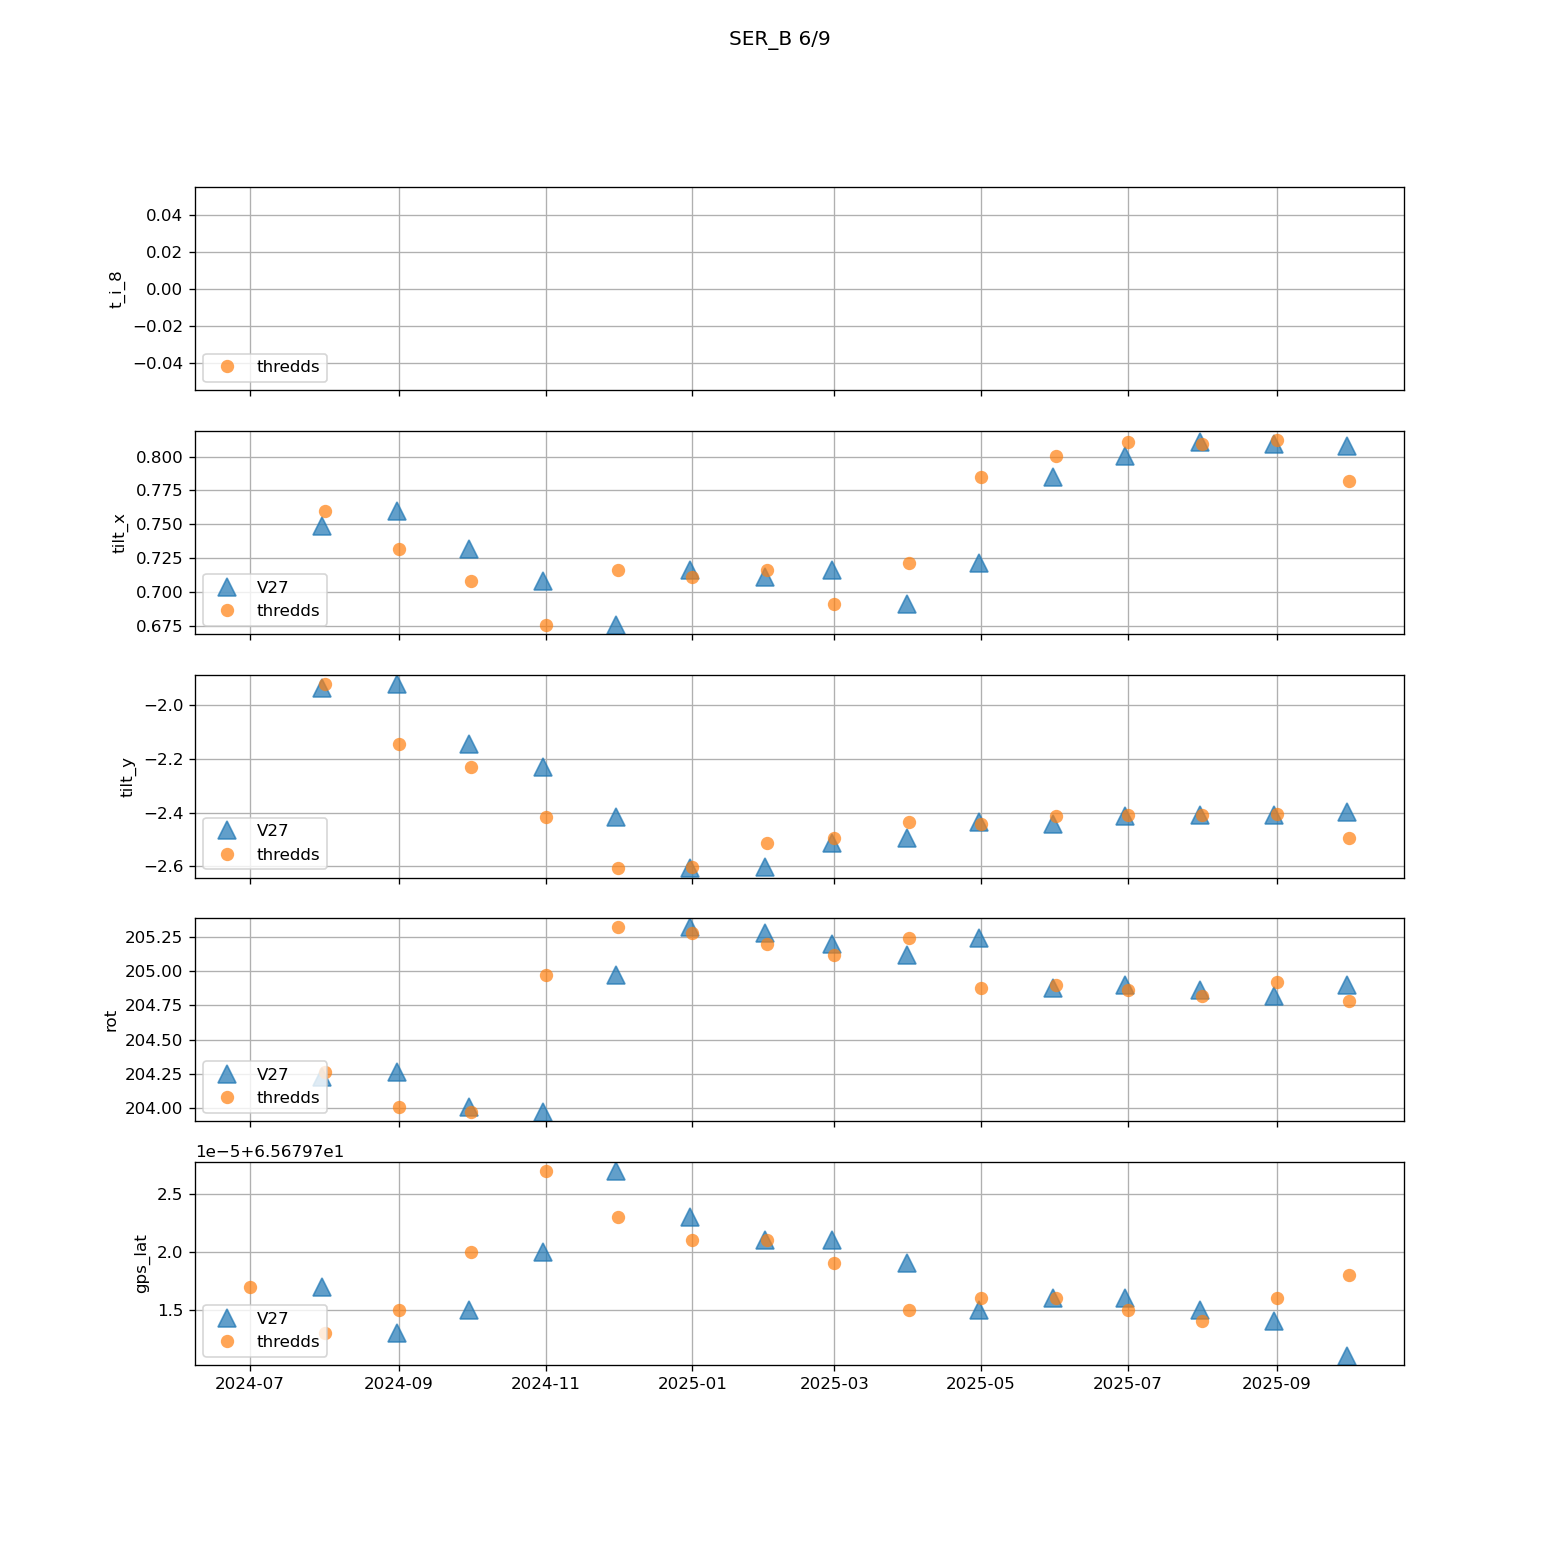 SER_B 6/9
t_i_8
0.04
0.02
0.00
−0.02
−0.04
thredds
tilt_x
0.800
0.775
0.750
0.725
0.700
0.675
V27
thredds
tilt_y
−2.0
−2.2
−2.4
−2.6
V27
thredds
rot
205.25
205.00
204.75
204.50
204.25
204.00
V27
thredds
1e−5+6.56797e1
gps_lat
2.5
2.0
1.5
V27
thredds
2024-07 2024-09 2024-11 2025-01 2025-03 2025-05 2025-07 2025-09